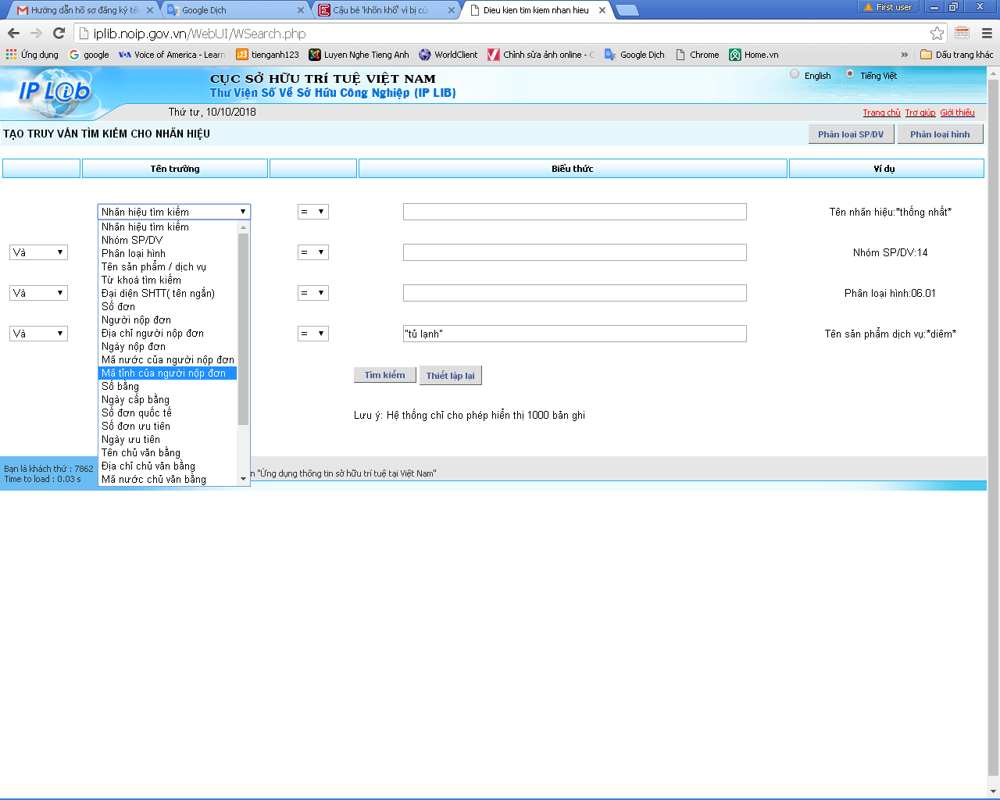 Hướng dẫn hồ sơ đăng ký tên
Google Dịch
Cậu bé 'khốn khổ' vì bị cún
Dieu kien tim kiem nhan hieu
First user
iplib.noip.gov.vn/WebUI/WSearch.php
Ứng dụng
google
Voice of America - Learn
tienganh123
Luyen Nghe Tieng Anh
WorldClient
Chỉnh sửa ảnh online - C
Google Dịch
Chrome
Home.vn
»
Dấu trang khác
IP L@b
CỤC SỞ HỮU TRÍ TUỆ VIỆT NAM
Thư Viện Số Về Sở Hữu Công Nghiệp (IP LIB)
English
Tiếng Việt
Thứ tư, 10/10/2018
Trang chủ Trợ giúp Giới thiệu
TẠO TRUY VẤN TÌM KIẾM CHO NHÃN HIỆU
Phân loại SP/DV
Phân loại hình
Tên trường
Biểu thức
Ví dụ
Nhãn hiệu tìm kiếm
=
Tên nhãn hiệu:*thống nhất*
Nhãn hiệu tìm kiếm
Nhóm SP/DV
Phân loại hình
Tên sản phẩm / dịch vụ
Từ khoá tìm kiếm
Đại diện SHTT( tên ngắn)
Số đơn
Người nộp đơn
Địa chỉ người nộp đơn
Ngày nộp đơn
Mã nước của người nộp đơn
Mã tỉnh của người nộp đơn
Số bằng
Ngày cấp bằng
Số đơn quốc tế
Số đơn ưu tiên
Ngày ưu tiên
Tên chủ văn bằng
Địa chỉ chủ văn bằng
Mã nước chủ văn bằng
Và
=
Nhóm SP/DV:14
Và
=
Phân loại hình:06.01
Và
=
"tủ lạnh"
Tên sản phẩm dịch vụ:*diêm*
Tìm kiếm
Thiết lập lại
Lưu ý: Hệ thống chỉ cho phép hiển thị 1000 bản ghi
Bạn là khách thứ : 7862
Time to load : 0.03 s
n "Ứng dụng thông tin sở hữu trí tuệ tại Việt Nam"